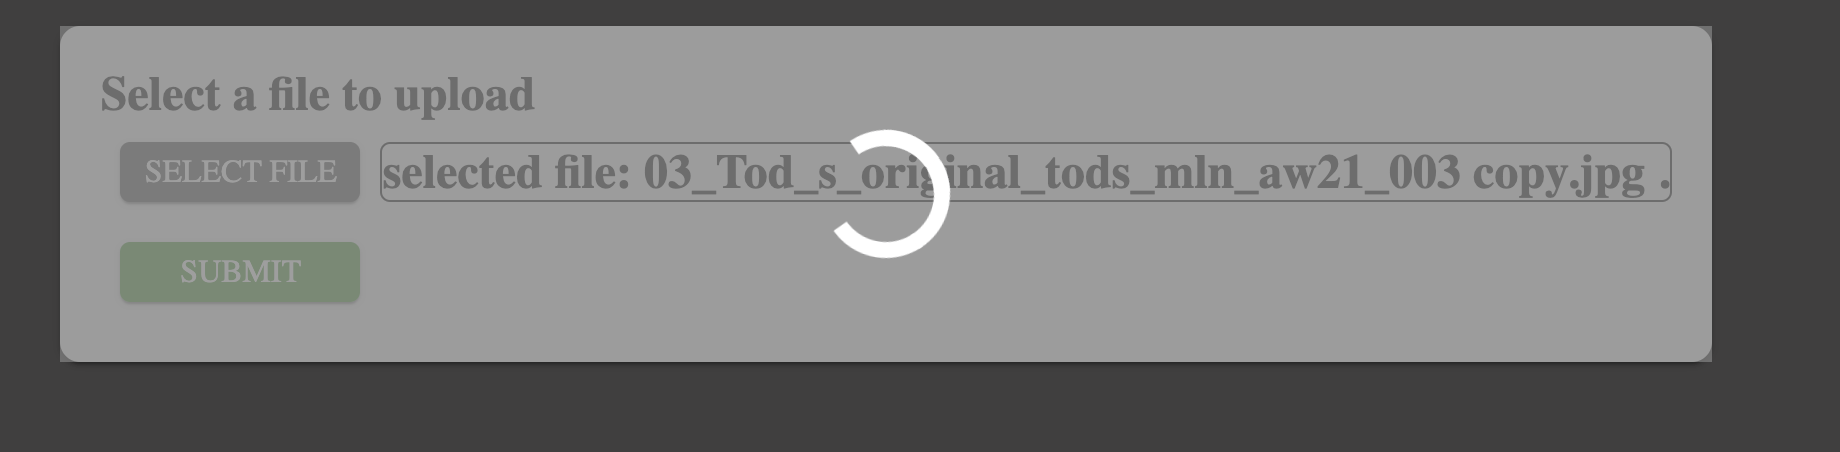 Select a file to upload
SELECT FILE
selected file: 03_Tod_s_original_tods_mln_aw21_003 copy.jpg .
SUBMIT